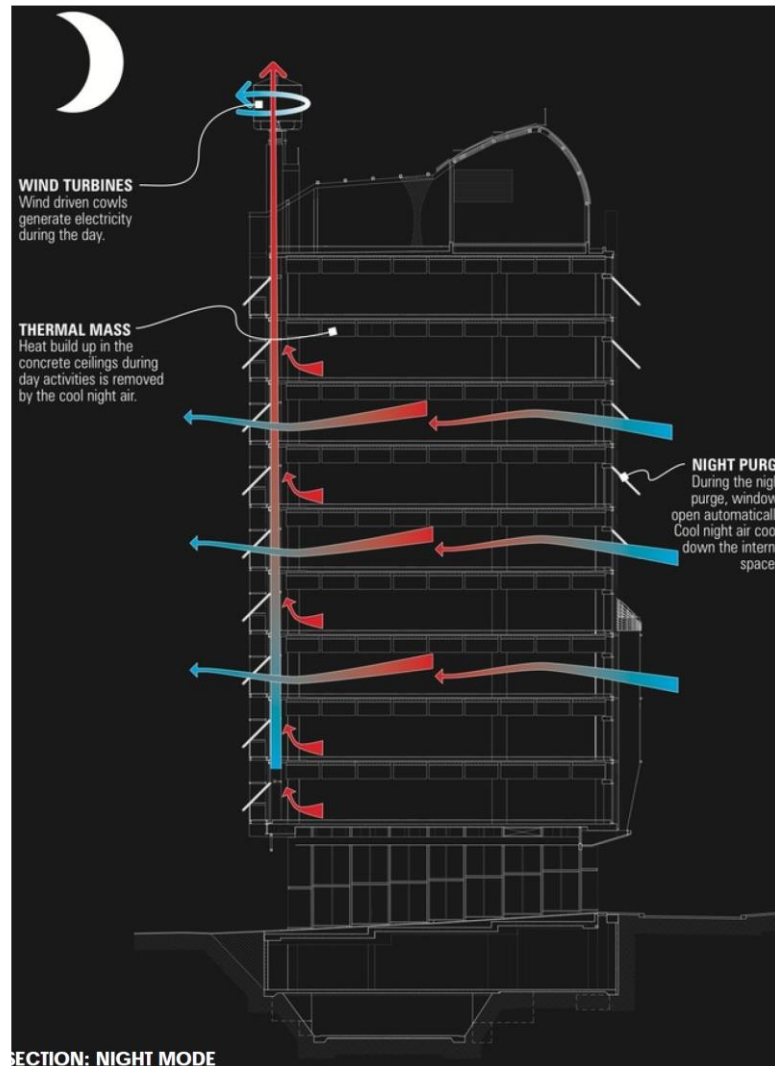 WIND TURBINES
Wind driven cowls
generate electricity
during the day.
THERMAL MASS
Heat build up in the
concrete ceilings during
day activities is removed
by the cool night air.
NIGHT PURG
During the nigh
purge, window
open automaticall
Cool night air cool
down the intern
space
SECTION: NIGHT MODE